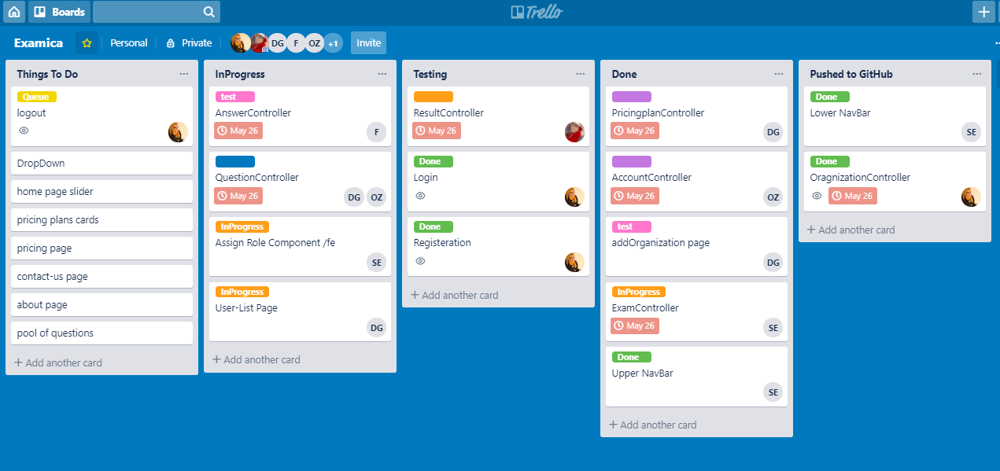 Boards
Trello
Examica
Personal
Private
DG
F
OZ
+1
Invite
Things To Do
Queue
logout
DropDown
home page slider
pricing plans cards
pricing page
contact-us page
about page
pool of questions
+ Add another card
InProgress
test
AnswerController
May 26
F
QuestionController
May 26
DG OZ
InProgress
Assign Role Component /fe
SE
InProgress
User-List Page
DG
+ Add another card
Testing
ResultController
May 26
Done
Login
Done
Registeration
+ Add another card
Done
PricingplanController
May 26
DG
AccountController
May 26
OZ
test
addOrganization page
DG
InProgress
ExamController
May 26
SE
Done
Upper NavBar
SE
+ Add another card
Pushed to GitHub
Done
Lower NavBar
SE
Done
OragnizationController
May 26
+ Add another card